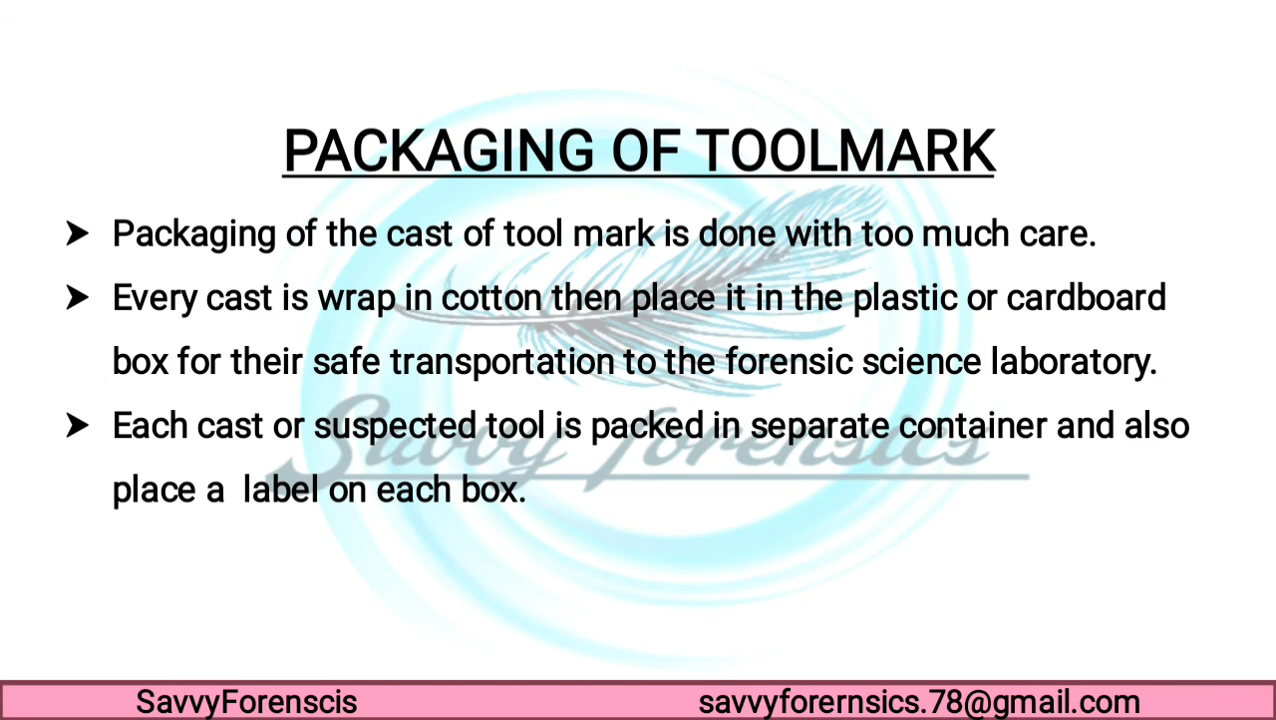 PACKAGING OF TOOLMARK
➤ Packaging of the cast of tool mark is done with too much care.
➤ Every cast is wrap in cotton then place it in the plastic or cardboard
box for their safe transportation to the forensic science laboratory.
➤ Each cast or suspected tool is packed in separate container and also
place a label on each box.
Savvy forensics
SavvyForenscis
savvyforernsics.78@gmail.com